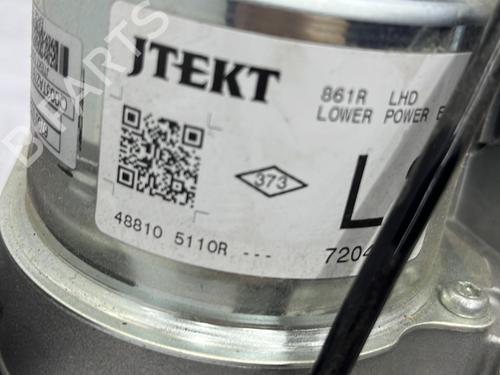 JTEKT
861R LHD
LOWER POWER
373
48810 5110R ---
L
7204